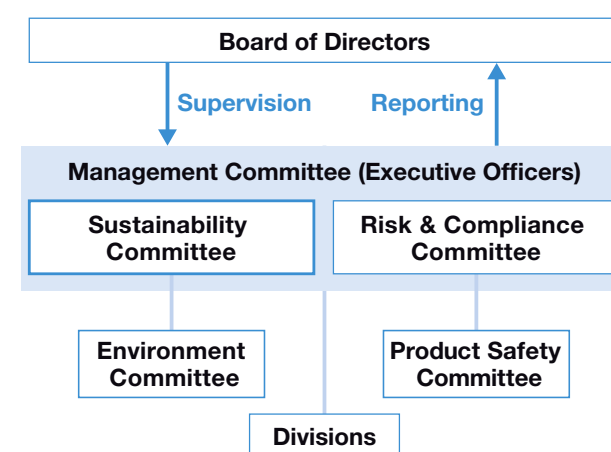 Board of Directors
Supervision
Reporting
Management Committee (Executive Officers)
Sustainability
Committee
Risk & Compliance
Committee
Environment
Committee
Product Safety
Committee
Divisions